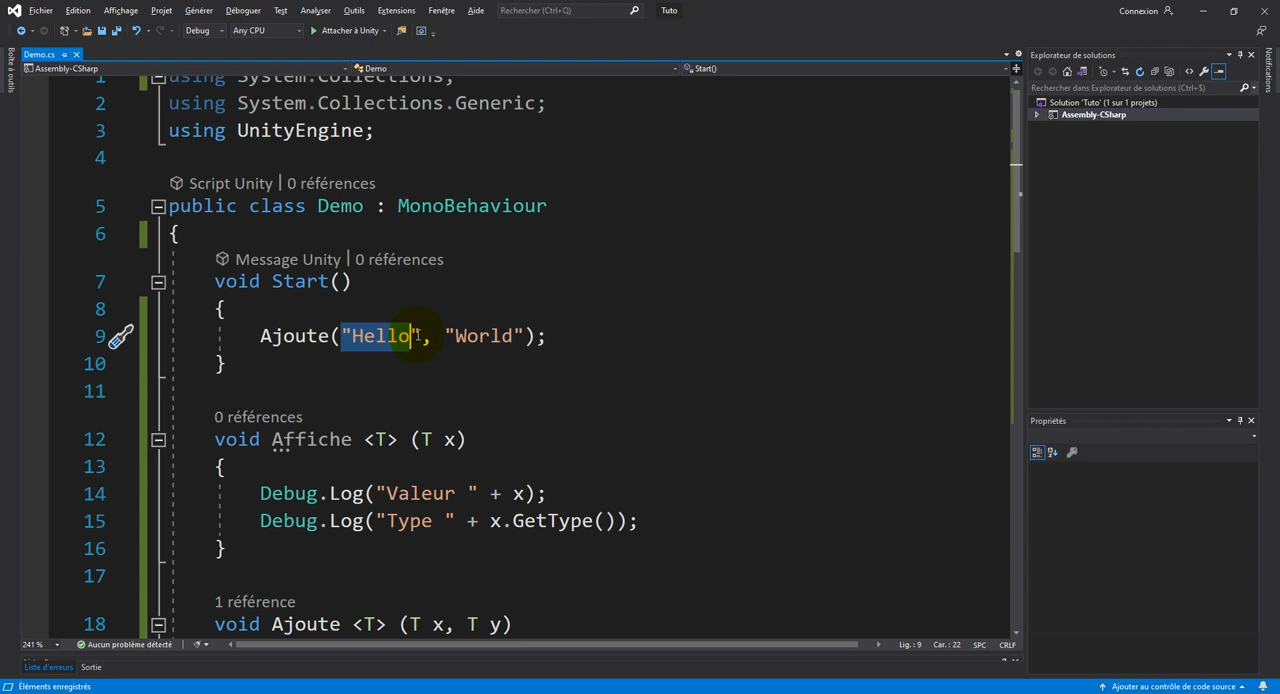 Fichier Edition Affichage Projet Générer Déboguer Test Analyser Outils Extensions Fenêtre Aide Rechercher (Ctrl+Q) Tuto Connexion
Debug Any CPU Attacher à Unity
Boîte à outils
Demo.cs
Assembly-CSharp Demo Start()
1 using System.Collections;
2 using System.Collections.Generic;
3 using UnityEngine;
4
Script Unity | 0 références
5 public class Demo : MonoBehaviour
6 {
Message Unity | 0 références
7 void Start()
8 {
9 Ajoute("Hello", "World");
10 }
11
0 références
12 void Affiche <T> (T x)
13 {
14 Debug.Log("Valeur " + x);
15 Debug.Log("Type " + x.GetType());
16 }
17
1 référence
18 void Ajoute <T> (T x, T y)
241 % Aucun problème détecté Lig. : 9 Car. : 22 SPC CRLF
Liste d'erreurs Sortie
Éléments enregistrés Ajouter au contrôle de code source
Explorateur de solutions
Rechercher dans Explorateur de solutions (Ctrl+$)
Solution 'Tuto' (1 sur 1 projets)
Assembly-CSharp
Propriétés
Notifications